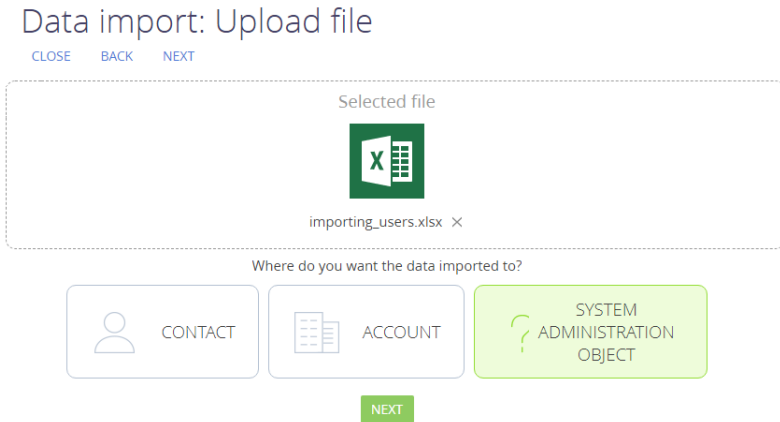 Data import: Upload file
CLOSE BACK NEXT
Selected file
X
importing_users.xlsx ×
Where do you want the data imported to?
CONTACT
ACCOUNT
SYSTEM
ADMINISTRATION
OBJECT
NEXT